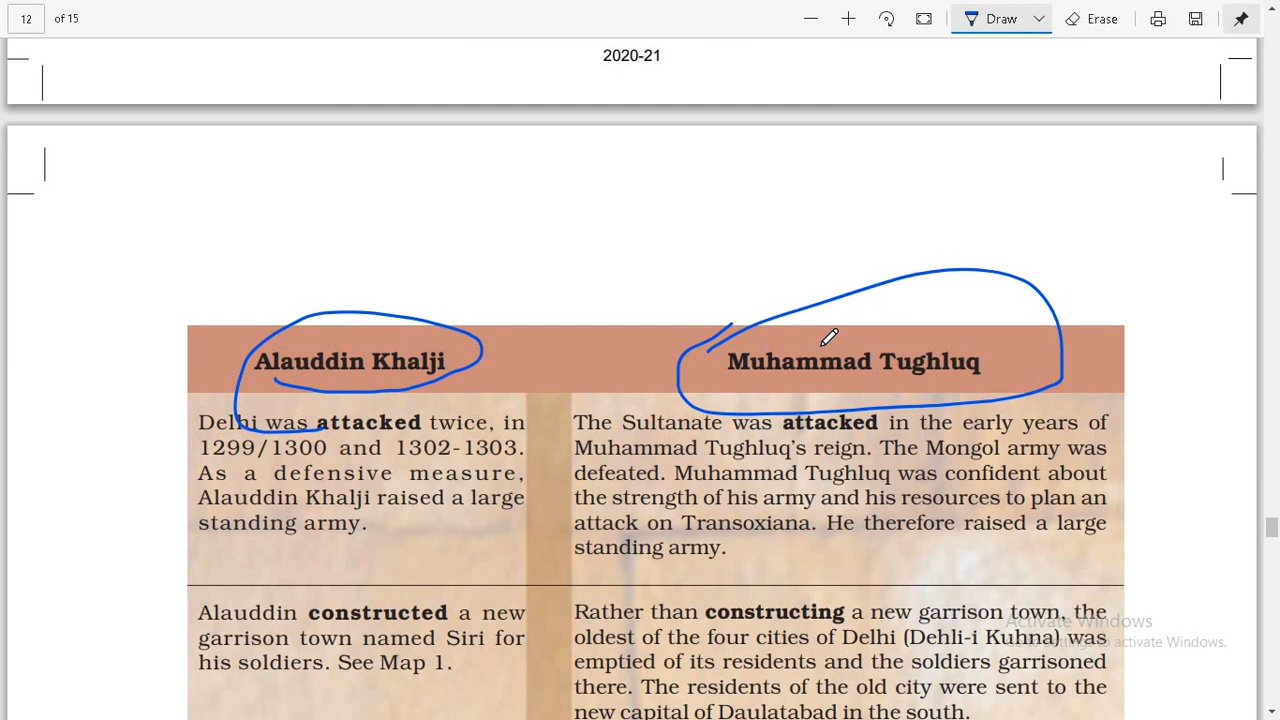 12 of 15 Draw Erase
2020-21
Alauddin Khalji
Muhammad Tughluq
Delhi was attacked twice, in
1299/1300 and 1302-1303.
As a defensive measure,
Alauddin Khalji raised a large
standing army.
The Sultanate was attacked in the early years of
Muhammad Tughluq's reign. The Mongol army was
defeated. Muhammad Tughluq was confident about
the strength of his army and his resources to plan an
attack on Transoxiana. He therefore raised a large
standing army.
Alauddin constructed a new
garrison town named Siri for
his soldiers. See Map 1.
Rather than constructing a new garrison town, the
oldest of the four cities of Delhi (Dehli-i Kuhna) was
emptied of its residents and the soldiers garrisoned
there. The residents of the old city were sent to the
new capital of Daulatabad in the south.
Activate Windows
Go to Settings to activate Windows.